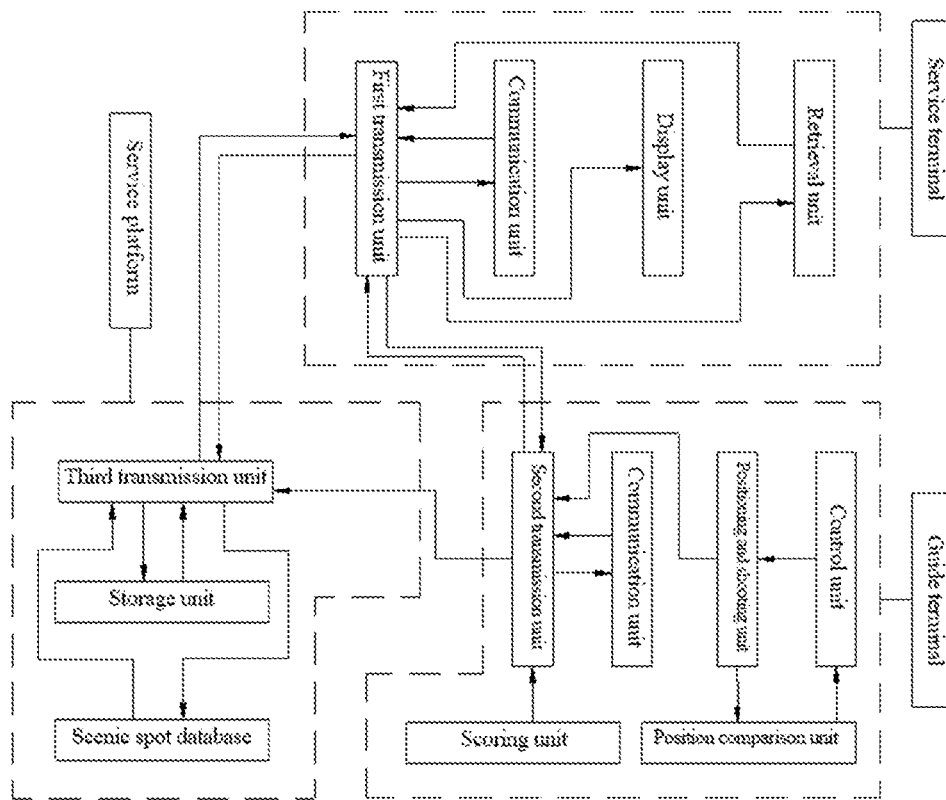 Service terminal
First transmission unit
Communication unit
Display unit
Retrieval unit
Service platform
Third transmission unit
Storage unit
Scenic spot database
Second transmission unit
Communication unit
Positioning and shooting unit
Control unit
Guide terminal
Scoring unit
Position comparison unit